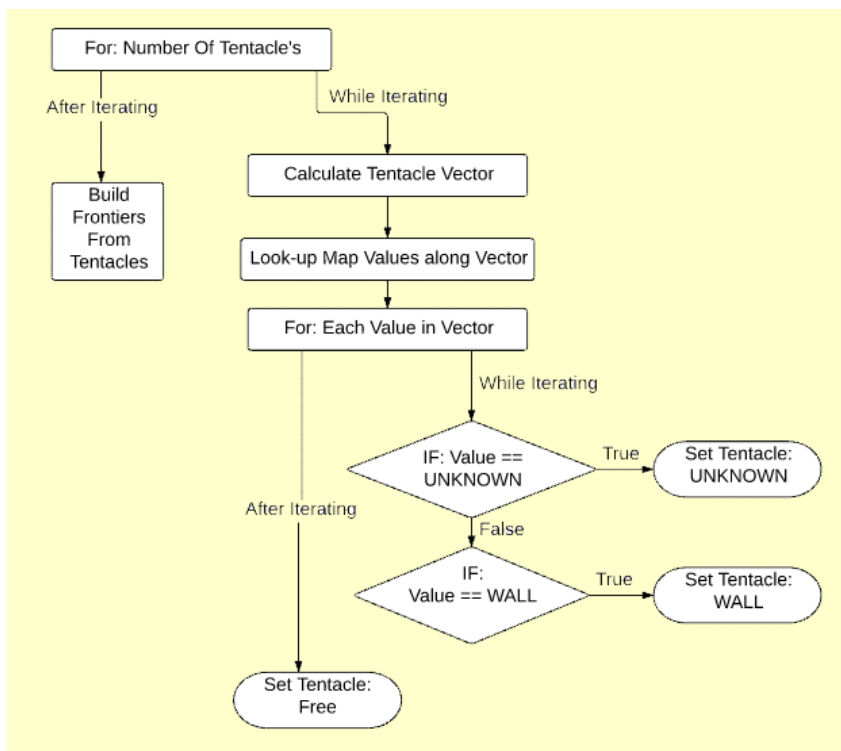 For: Number Of Tentacle's
After Iterating
While Iterating
Calculate Tentacle Vector
Build
Frontiers
From
Tentacles
Look-up Map Values along Vector
For: Each Value in Vector
While Iterating
IF: Value ==
UNKNOWN
True
Set Tentacle:
UNKNOWN
After Iterating
False
IF:
Value == WALL
True
Set Tentacle:
WALL
Set Tentacle:
Free